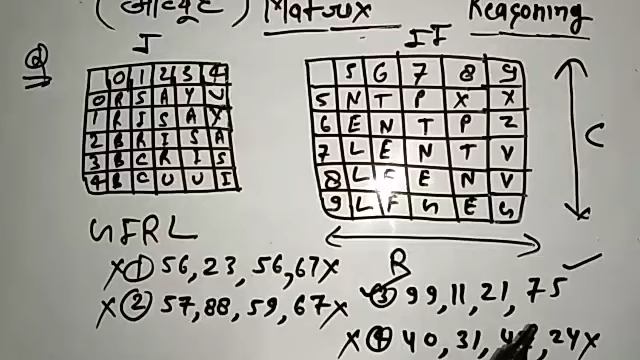 (आव्यूह) Matrix Reasoning
I II
Q 0 1 2 3 4
0 R S A Y U
1 R I S A Y
2 B R I S A
3 B C R I S
4 B C U U I
5 6 7 8 9
5 N T P X X
6 E N T P Z
7 L E N T V
8 L E N V
9 L F G E G
C
R
GIRL
X ① 56, 23, 56, 67 X
X ② 57, 88, 59, 67 X
③ 99, 11, 21, 75 ✓
X ④ 40, 31, 24 X